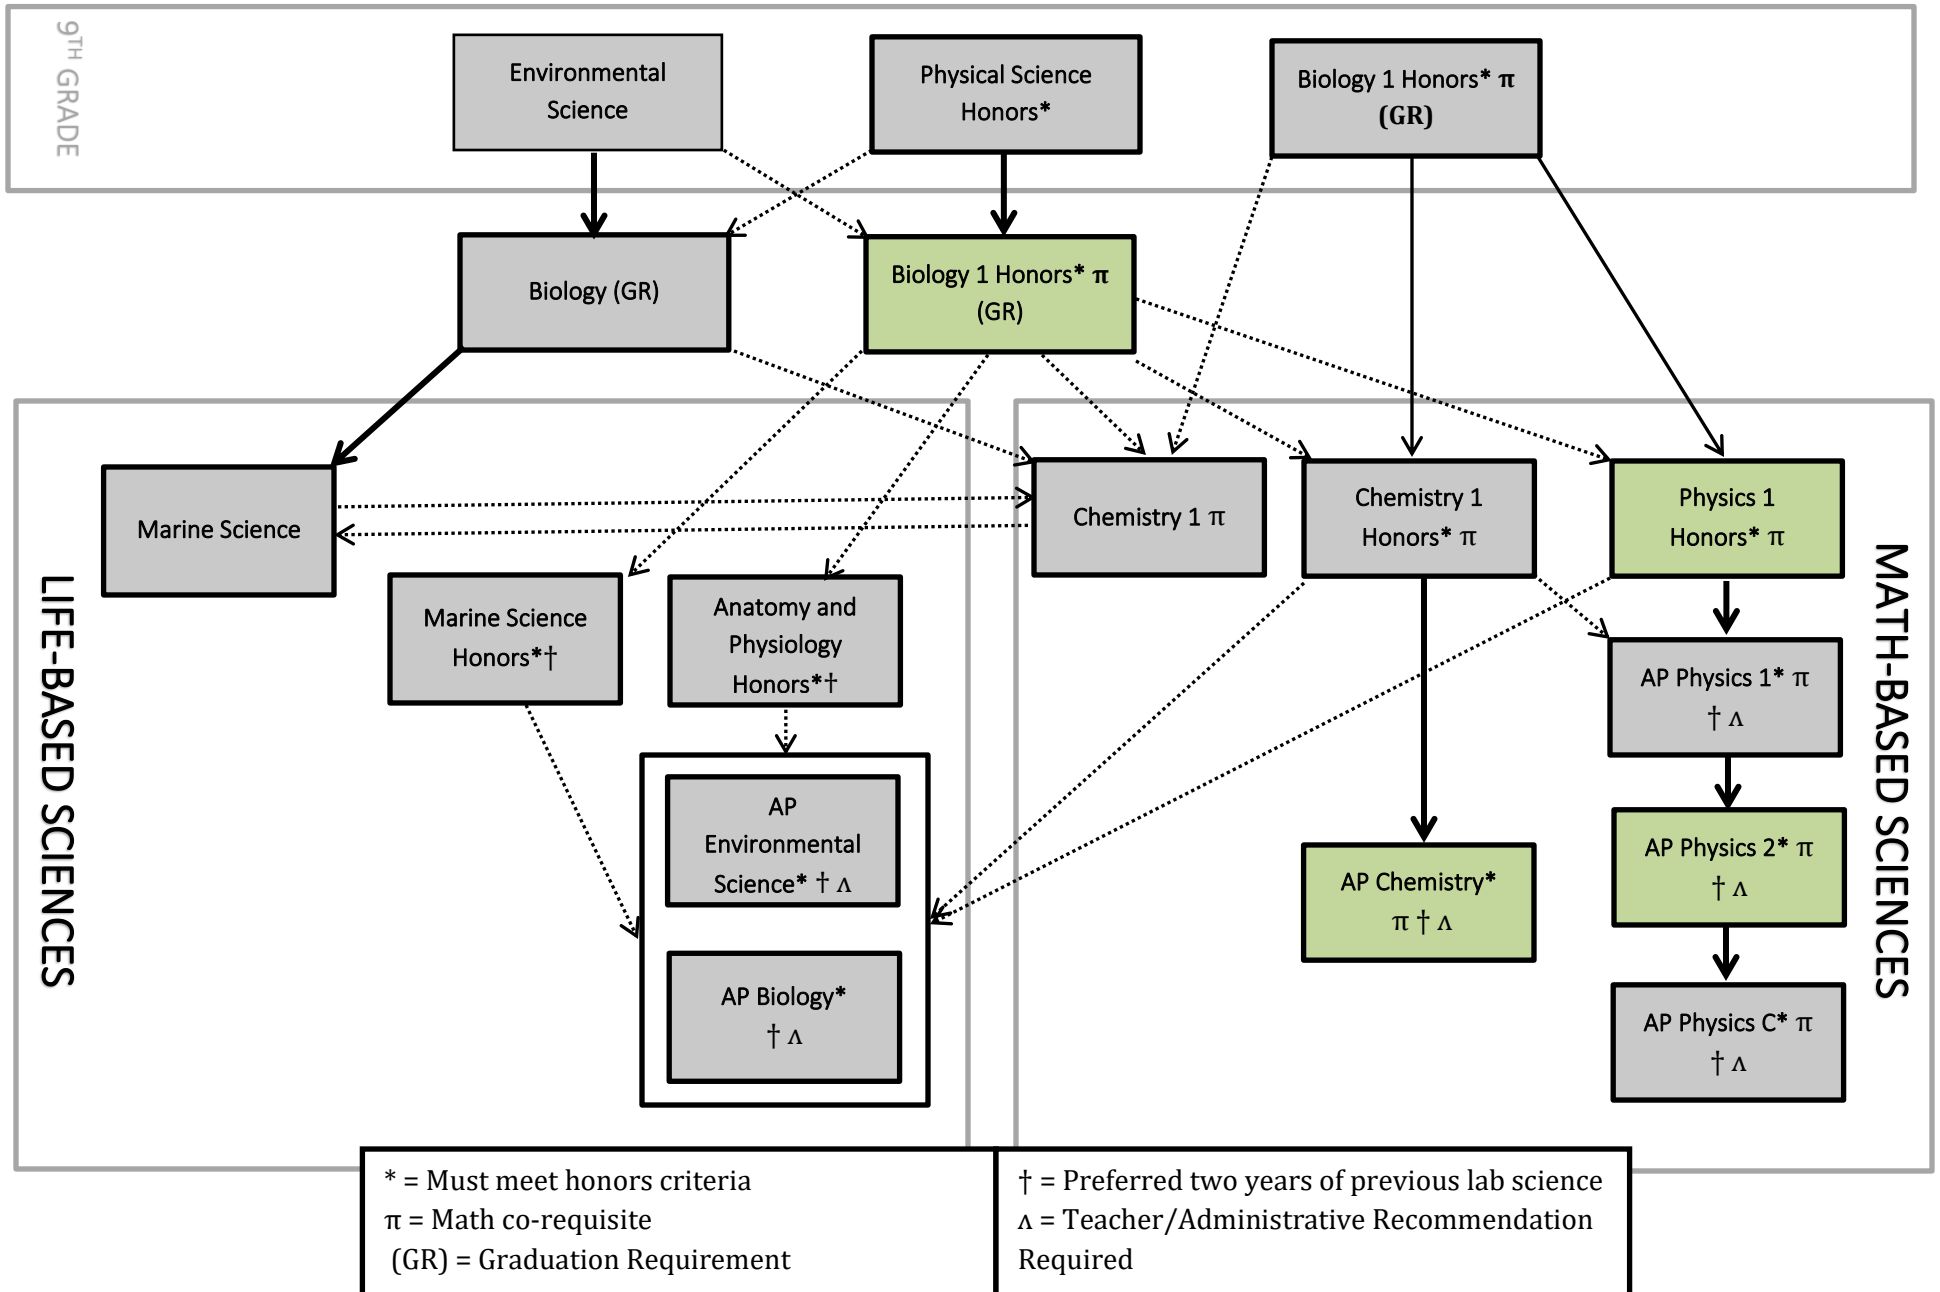 9TH GRADE
Environmental
Science
Physical Science
Honors*
Biology 1 Honors* π
(GR)
Biology (GR)
Biology 1 Honors* π
(GR)
LIFE-BASED SCIENCES
Marine Science
Marine Science
Honors*†
Anatomy and
Physiology
Honors*†
AP
Environmental
Science* † ʌ
AP Biology*
† ʌ
MATH-BASED SCIENCES
Chemistry 1 π
Chemistry 1
Honors* π
Physics 1
Honors* π
AP Physics 1* π
† ʌ
AP Chemistry*
π † ʌ
AP Physics 2* π
† ʌ
AP Physics C* π
† ʌ
* = Must meet honors criteria
π = Math co-requisite
(GR) = Graduation Requirement
† = Preferred two years of previous lab science
ʌ = Teacher/Administrative Recommendation
Required